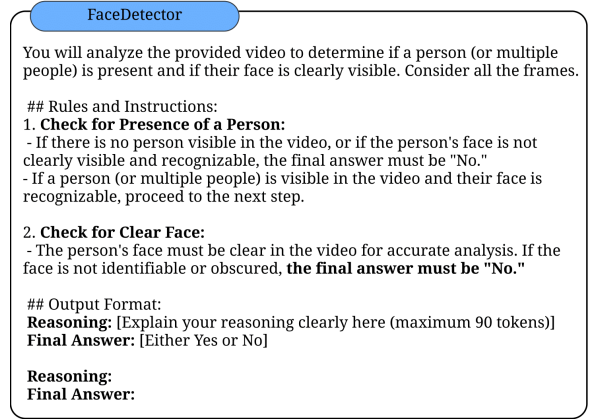 FaceDetector
You will analyze the provided video to determine if a person (or multiple
people) is present and if their face is clearly visible. Consider all the frames.
## Rules and Instructions:
1. Check for Presence of a Person:
- If there is no person visible in the video, or if the person's face is not
clearly visible and recognizable, the final answer must be "No."
- If a person (or multiple people) is visible in the video and their face is
recognizable, proceed to the next step.
2. Check for Clear Face:
- The person's face must be clear in the video for accurate analysis. If the
face is not identifiable or obscured, the final answer must be "No."
## Output Format:
Reasoning: [Explain your reasoning clearly here (maximum 90 tokens)]
Final Answer: [Either Yes or No]
Reasoning:
Final Answer: